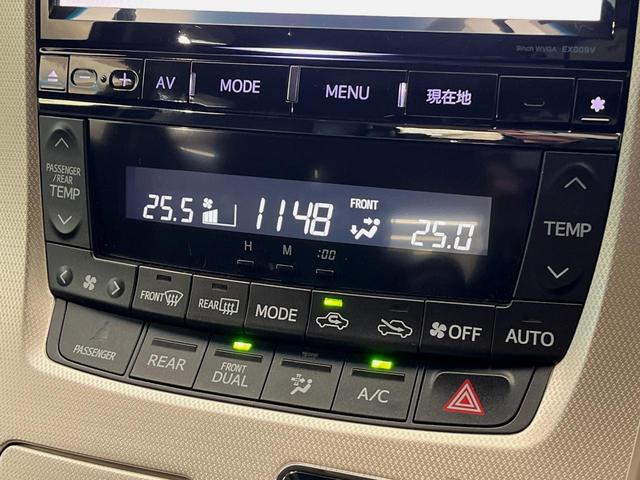 9inch WVGA EX009V
AV MODE MENU 現在地
PASSENGER
/REAR
TEMP
25.5 1148 FRONT 25.0
TEMP
H M :00
FRONT REAR MODE OFF AUTO
PASSENGER REAR FRONT
DUAL A/C